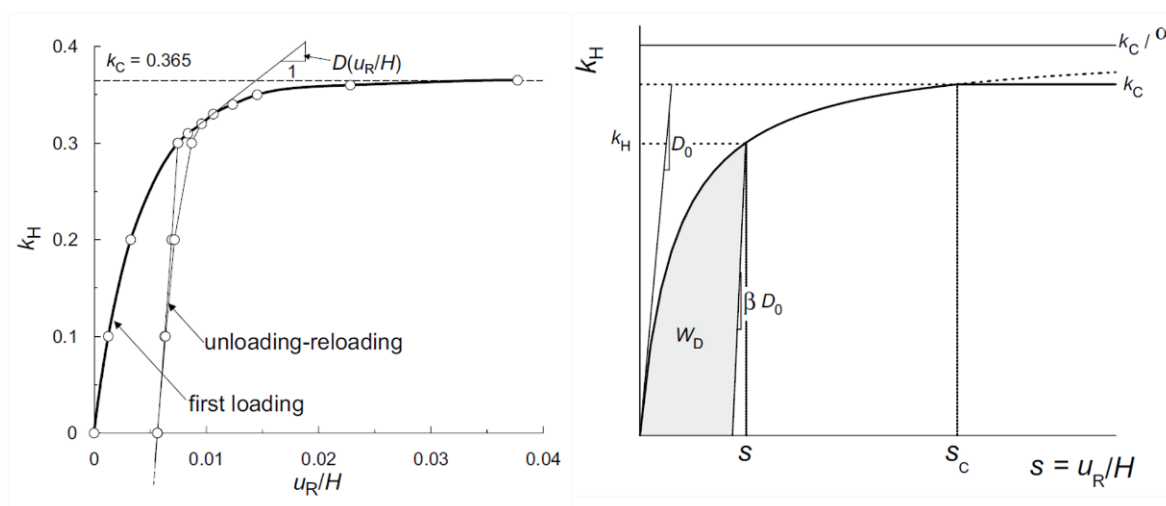 0.4
k_C = 0.365
D(u_R/H)
1
0.3
k_H
0.2
unloading-reloading
0.1
first loading
0
0
0.01
0.02
0.03
0.04
u_R/H
k_H
k_C / α
k_C
D_0
k_H
β D_0
W_D
s
s_c
s = u_R/H